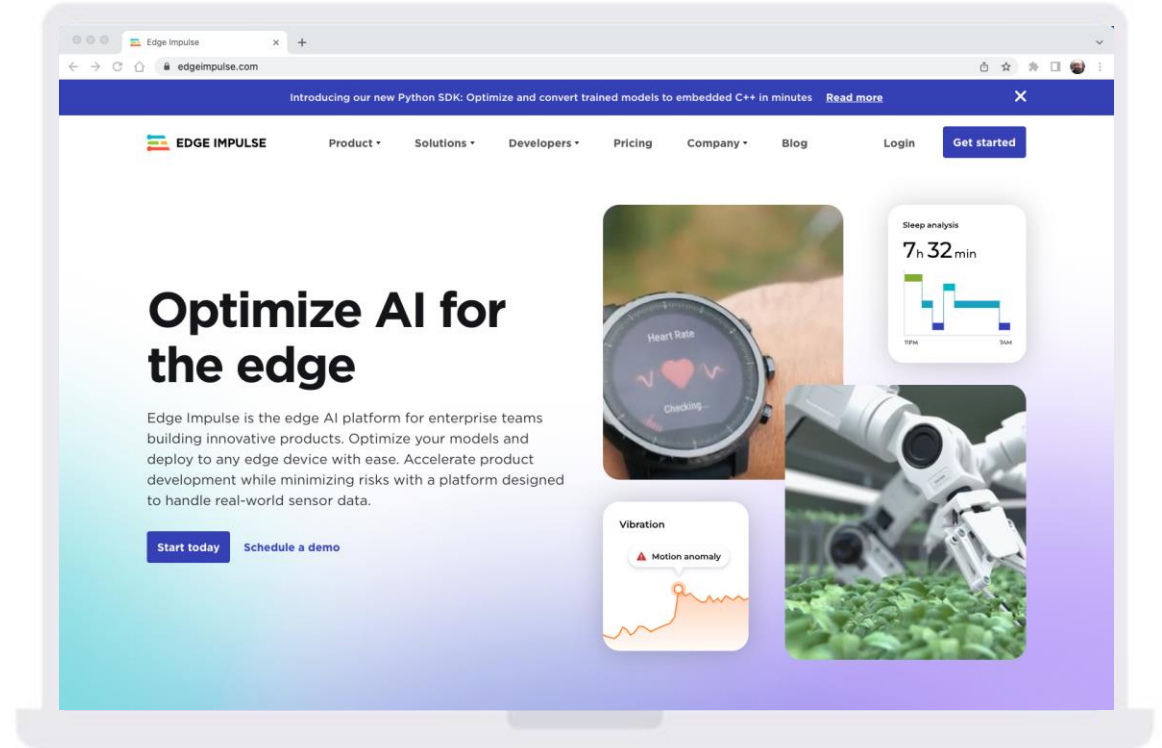 Edge Impulse
edgeimpulse.com
Introducing our new Python SDK: Optimize and convert trained models to embedded C++ in minutes Read more
EDGE IMPULSE
Product
Solutions
Developers
Pricing
Company
Blog
Login
Get started
Optimize AI for
the edge
Edge Impulse is the edge AI platform for enterprise teams
building innovative products. Optimize your models and
deploy to any edge device with ease. Accelerate product
development while minimizing risks with a platform designed
to handle real-world sensor data.
Start today
Schedule a demo
Heart Rate
Checking...
Sleep analysis
7h 32min
11PM
Vibration
Motion anomaly